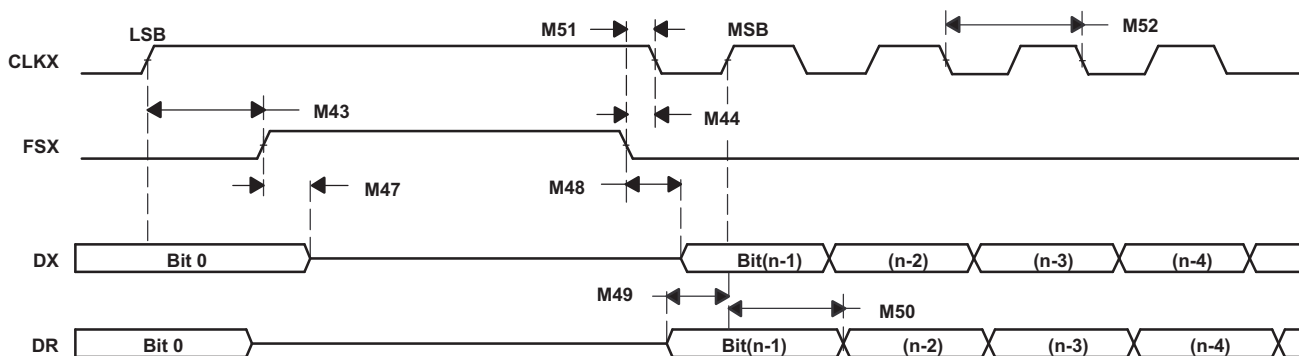 LSB
M51
MSB
M52
CLKX
M43
M44
FSX
M47
M48
DX
Bit 0
Bit(n-1)
(n-2)
(n-3)
(n-4)
M49
M50
DR
Bit 0
Bit(n-1)
(n-2)
(n-3)
(n-4)